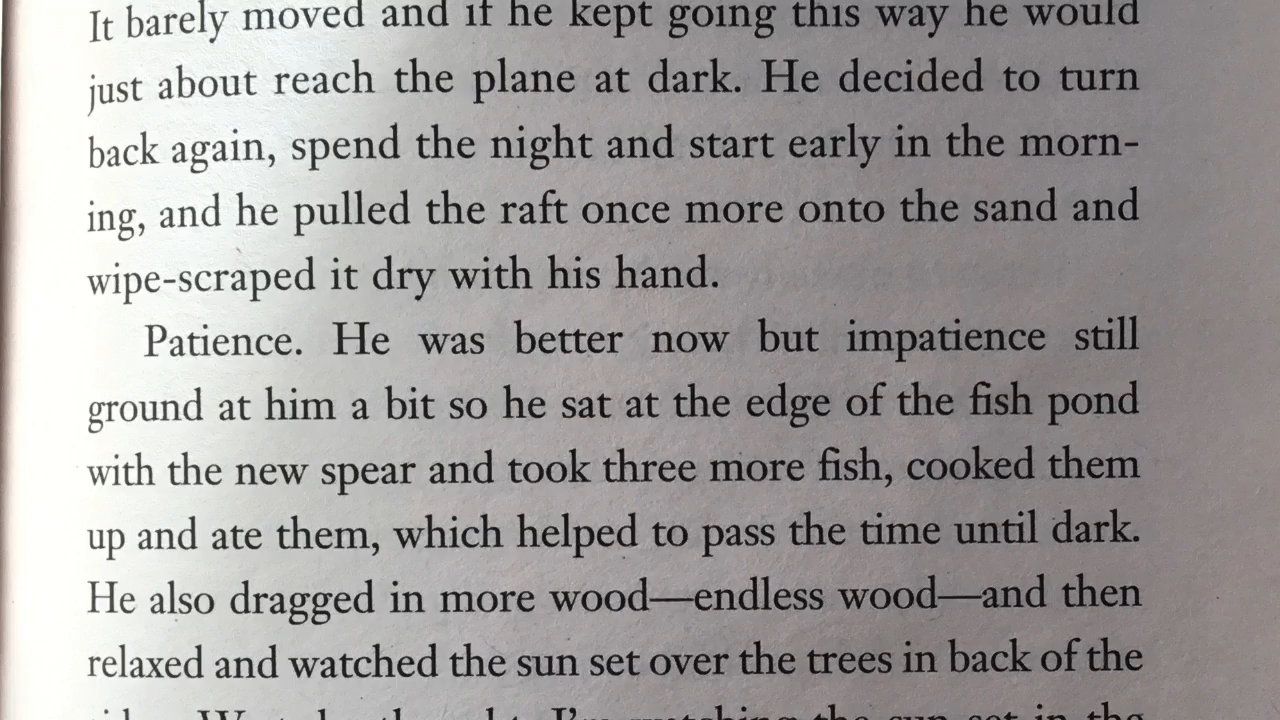 It barely moved and if he kept going this way he would
just about reach the plane at dark. He decided to turn
back again, spend the night and start early in the morn-
ing, and he pulled the raft once more onto the sand and
wipe-scraped it dry with his hand.
Patience. He was better now but impatience still
ground at him a bit so he sat at the edge of the fish pond
with the new spear and took three more fish, cooked them
up and ate them, which helped to pass the time until dark.
He also dragged in more wood—endless wood—and then
relaxed and watched the sun set over the trees in back of the
I'm watching the sun set in the